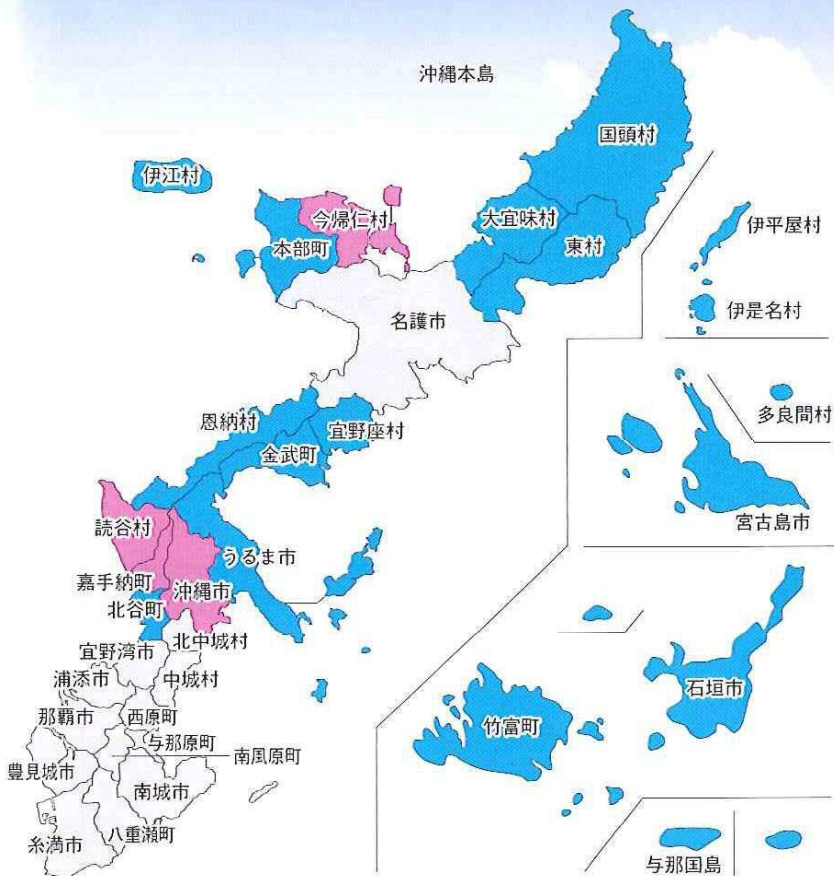 沖縄本島
国頭村
伊江村
今帰仁村
大宜味村
本部町
東村
伊平屋村
伊是名村
名護市
多良間村
恩納村
宜野座村
金武町
宮古島市
読谷村
うるま市
嘉手納町
沖縄市
北谷町
北中城村
宜野湾市
浦添市
中城村
石垣市
那覇市
西原町
竹富町
与那原町
南風原町
豊見城市
南城市
八重瀬町
糸満市
与那国島